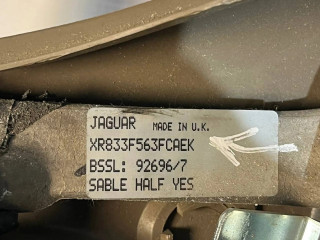 JAGUAR MADE IN U.K.
XR833F563FCAEK
BSSL: 92696/7
SABLE HALF YES